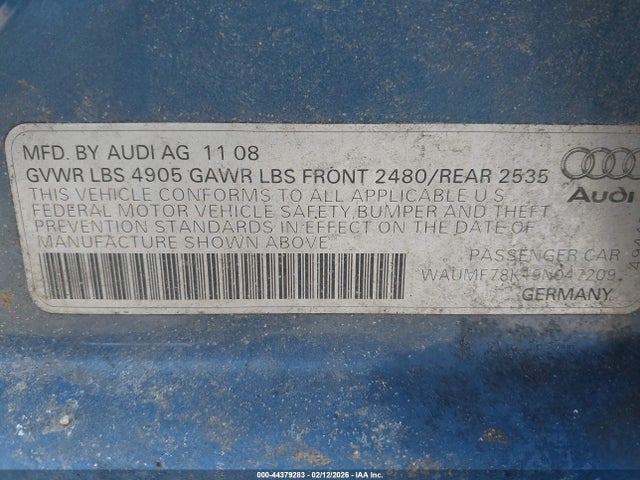 MFD. BY AUDI AG 11 08
GVWR LBS 4905 GAWR LBS FRONT 2480/REAR 2535
THIS VEHICLE CONFORMS TO ALL APPLICABLE U S
FEDERAL MOTOR VEHICLE SAFETY, BUMPER AND THEFT
PREVENTION STANDARDS IN EFFECT ON THE DATE OF
MANUFACTURE SHOWN ABOVE
Audi
PASSENGER CAR
GERMANY
000-44379283 - 02/12/2026 - COPYRIGHT IAA Inc.